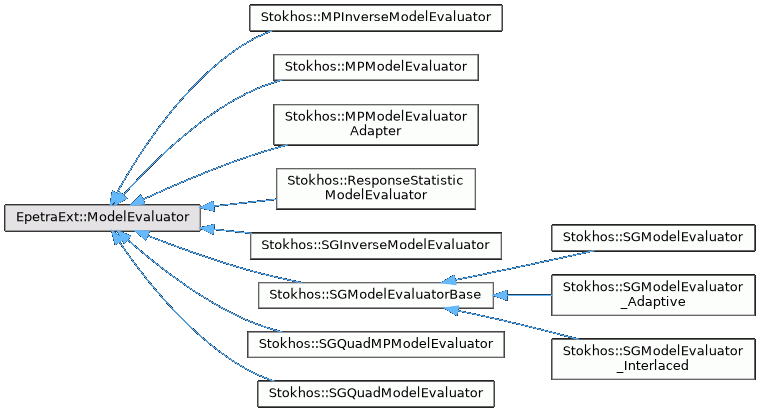 Stokhos::MPInverseModelEvaluator
Stokhos::MPModelEvaluator
Stokhos::MPModelEvaluator
Adapter
Stokhos::ResponseStatistic
ModelEvaluator
EpetraExt::ModelEvaluator
Stokhos::SGInverseModelEvaluator
Stokhos::SGModelEvaluator
Stokhos::SGModelEvaluatorBase
Stokhos::SGModelEvaluator
_Adaptive
Stokhos::SGQuadMPModelEvaluator
Stokhos::SGModelEvaluator
_Interlaced
Stokhos::SGQuadModelEvaluator